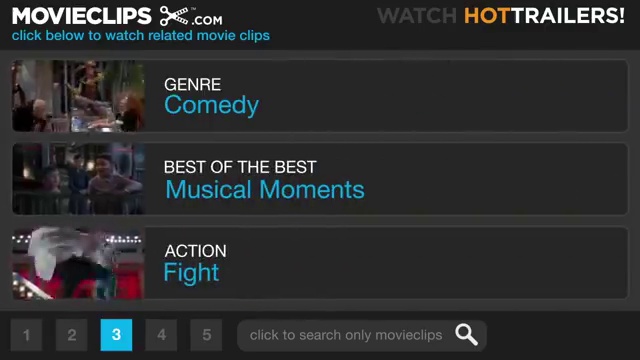 MOVIECLIPS .COM
WATCH HOTTRAILERS!
click below to watch related movie clips
GENRE
Comedy
BEST OF THE BEST
Musical Moments
ACTION
Fight
1 2 3 4 5 click to search only movieclips